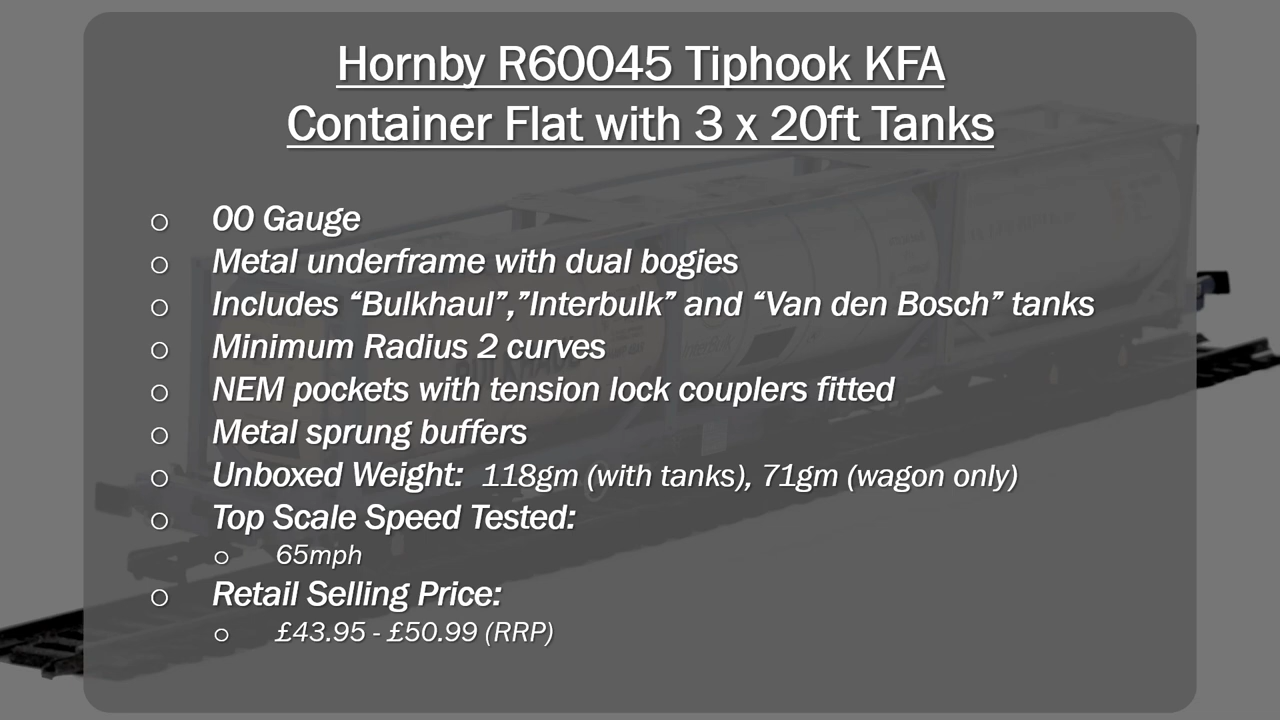 Hornby R60045 Tiphook KFA
Container Flat with 3 x 20ft Tanks
00 Gauge
Metal underframe with dual bogies
Includes “Bulkhaul”,”Interbulk” and “Van den Bosch” tanks
Minimum Radius 2 curves
NEM pockets with tension lock couplers fitted
Metal sprung buffers
Unboxed Weight: 118gm (with tanks), 71gm (wagon only)
Top Scale Speed Tested:
65mph
Retail Selling Price:
£43.95 - £50.99 (RRP)
BULKHAUL